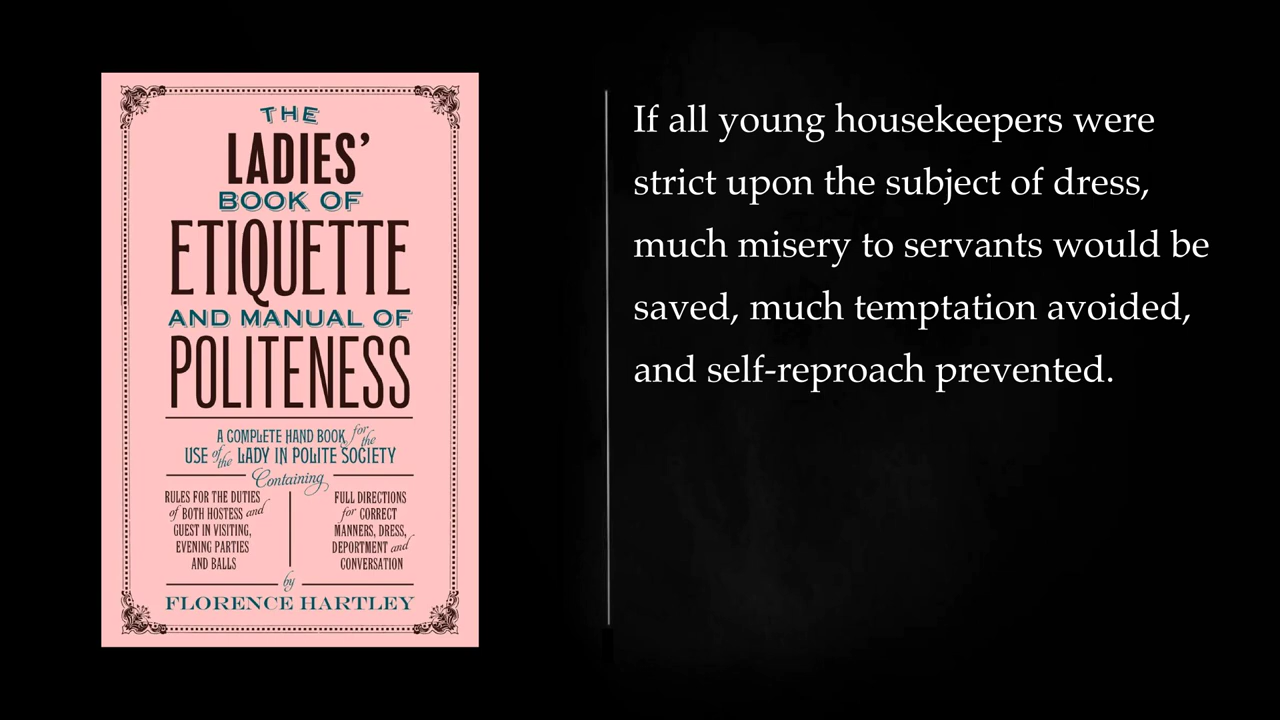 THE
LADIES'
BOOK OF
ETIQUETTE
AND MANUAL OF
POLITENESS
A COMPLETE HAND BOOK for the
USE of the LADY IN POLITE SOCIETY
Containing
RULES FOR THE DUTIES
of BOTH HOSTESS and
GUEST IN VISITING,
EVENING PARTIES
AND BALLS
FULL DIRECTIONS
for CORRECT
MANNERS, DRESS,
DEPORTMENT and
CONVERSATION
by
FLORENCE HARTLEY
If all young housekeepers were
strict upon the subject of dress,
much misery to servants would be
saved, much temptation avoided,
and self-reproach prevented.